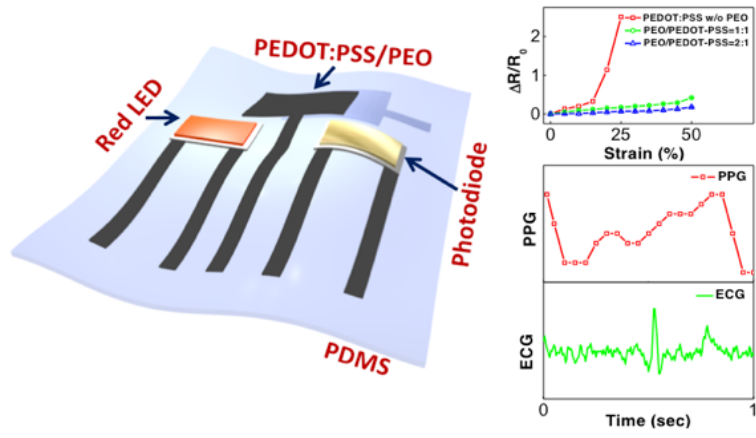 PEDOT:PSS/PEO
Red LED
Photodiode
PDMS
PEDOT:PSS w/o PEO
PEO/PEDOT-PSS=1:1
PEO/PEDOT-PSS=2:1
ΔR/R₀
2
1
0
0
25
50
Strain (%)
PPG
PPG
ECG
ECG
0
1
Time (sec)